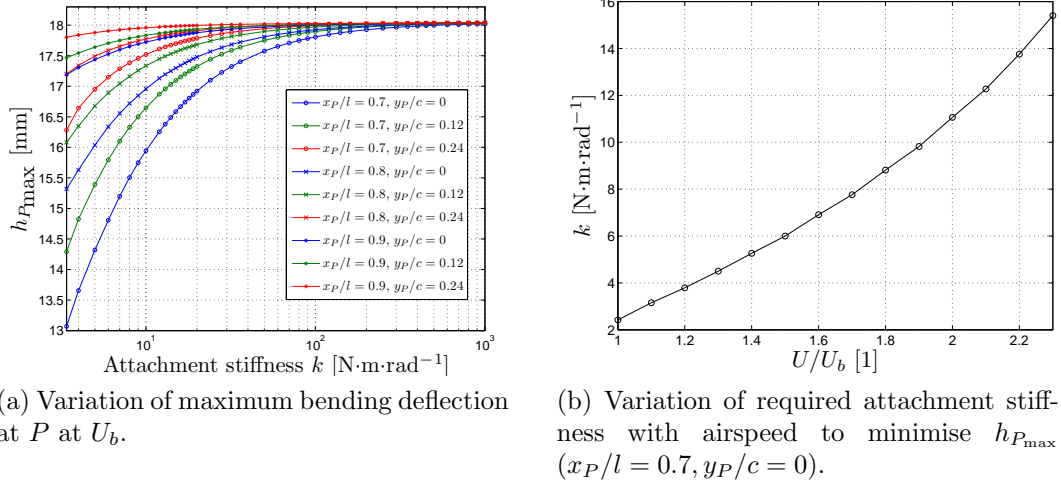 18
17.5
17
16.5
16
15.5
15
14.5
14
13.5
13
h_{P_{max}} [mm]
x_P/l = 0.7, y_P/c = 0
x_P/l = 0.7, y_P/c = 0.12
x_P/l = 0.7, y_P/c = 0.24
x_P/l = 0.8, y_P/c = 0
x_P/l = 0.8, y_P/c = 0.12
x_P/l = 0.8, y_P/c = 0.24
x_P/l = 0.9, y_P/c = 0
x_P/l = 0.9, y_P/c = 0.12
x_P/l = 0.9, y_P/c = 0.24
10^1 10^2 10^3
Attachment stiffness k [N·m·rad^{−1}]
(a) Variation of maximum bending deflection
at P at U_b.
16
14
12
10
8
6
4
2
k [N·m·rad^{−1}]
1 1.2 1.4 1.6 1.8 2 2.2
U/U_b [1]
(b) Variation of required attachment stiff-
ness with airspeed to minimise h_{P_{max}}
(x_P/l = 0.7, y_P/c = 0).